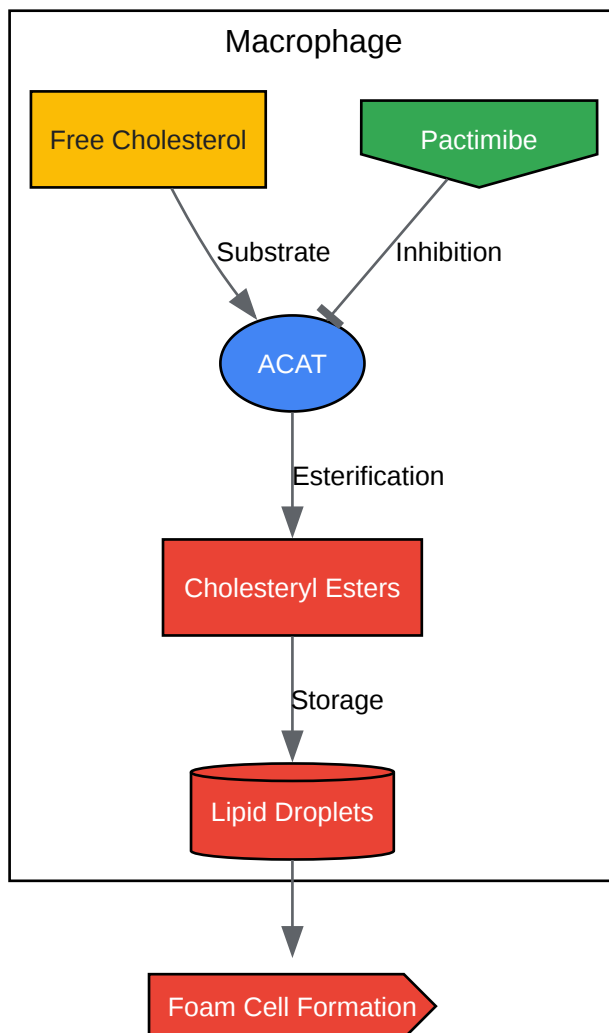 Macrophage
Free Cholesterol
Pactimibe
Substrate
Inhibition
ACAT
Esterification
Cholesteryl Esters
Storage
Lipid Droplets
Foam Cell Formation